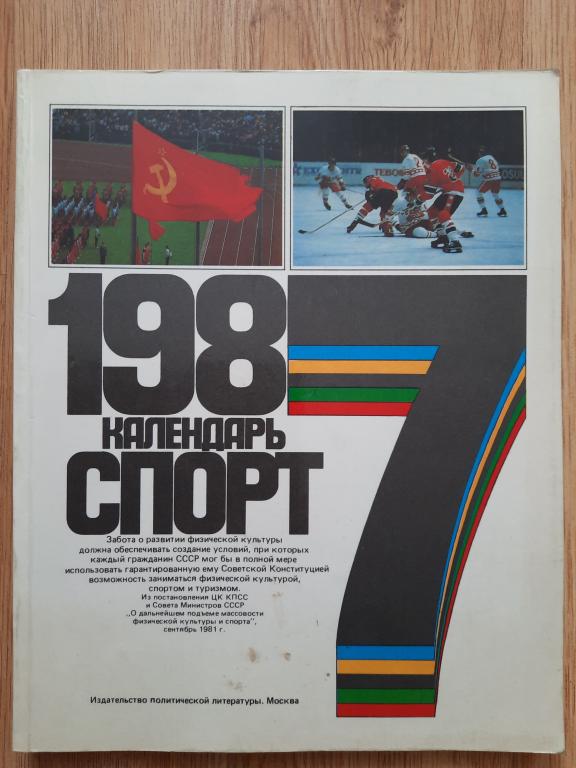 1987
КАЛЕНДАРЬ
СПОРТ
Забота о развитии физической культуры
должна обеспечивать создание условий, при которых
каждый гражданин СССР мог бы в полной мере
использовать гарантированную ему Советской Конституцией
возможность заниматься физической культурой,
спортом и туризмом.
Из постановления ЦК КПСС
и Совета Министров СССР
„О дальнейшем подъеме массовости
физической культуры и спорта",
сентябрь 1981 г.
Издательство политической литературы. Москва